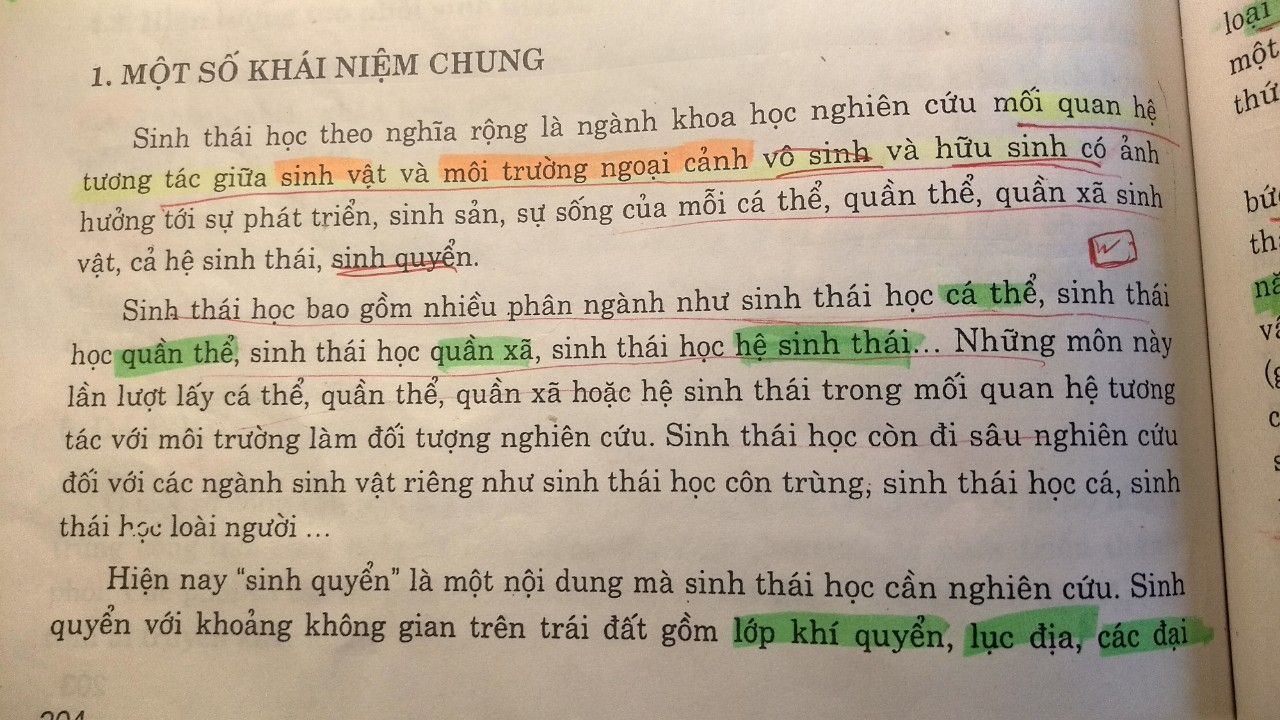 1. MỘT SỐ KHÁI NIỆM CHUNG
Sinh thái học theo nghĩa rộng là ngành khoa học nghiên cứu mối quan hệ
tương tác giữa sinh vật và môi trường ngoại cảnh vô sinh và hữu sinh có ảnh
hưởng tới sự phát triển, sinh sản, sự sống của mỗi cá thể, quần thể, quần xã sinh
vật, cả hệ sinh thái, sinh quyển.
Sinh thái học bao gồm nhiều phân ngành như sinh thái học cá thể, sinh thái
học quần thể, sinh thái học quần xã, sinh thái học hệ sinh thái... Những môn này
lần lượt lấy cá thể, quần thể, quần xã hoặc hệ sinh thái trong mối quan hệ tương
tác với môi trường làm đối tượng nghiên cứu. Sinh thái học còn đi sâu nghiên cứu
đối với các ngành sinh vật riêng như sinh thái học côn trùng, sinh thái học cá, sinh
thái học loài người ...
Hiện nay "sinh quyển" là một nội dung mà sinh thái học cần nghiên cứu. Sinh
quyển với khoảng không gian trên trái đất gồm lớp khí quyển, lục địa, các đại
204
loại
một
thứ